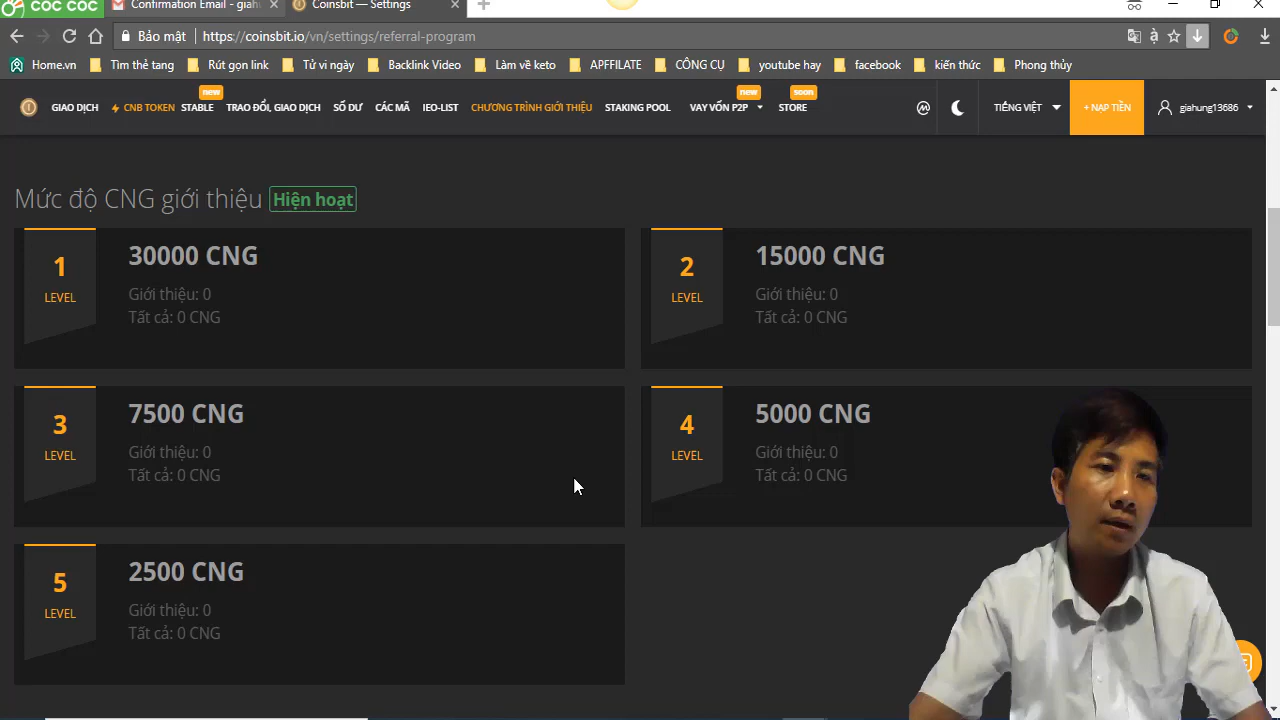 CỐC CỐC
Confirmation Email - giahu
Coinsbit — Settings
Bảo mật
https://coinsbit.io/vn/settings/referral-program
Home.vn
Tìm thẻ tang
Rút gọn link
Tử vi ngày
Backlink Video
Làm về keto
APFFILATE
CÔNG CỤ
youtube hay
facebook
kiến thức
Phong thủy
new
new
soon
GIAO DỊCH
CNB TOKEN
STABLE
TRAO ĐỔI, GIAO DỊCH
SỐ DƯ
CÁC MÃ
IEO-LIST
CHƯƠNG TRÌNH GIỚI THIỆU
STAKING POOL
VAY VỐN P2P
STORE
TIẾNG VIỆT
+ NẠP TIỀN
giahung13686
Mức độ CNG giới thiệu Hiện hoạt
1
LEVEL
30000 CNG
Giới thiệu: 0
Tất cả: 0 CNG
2
LEVEL
15000 CNG
Giới thiệu: 0
Tất cả: 0 CNG
3
LEVEL
7500 CNG
Giới thiệu: 0
Tất cả: 0 CNG
4
LEVEL
5000 CNG
Giới thiệu: 0
Tất cả: 0 CNG
5
LEVEL
2500 CNG
Giới thiệu: 0
Tất cả: 0 CNG